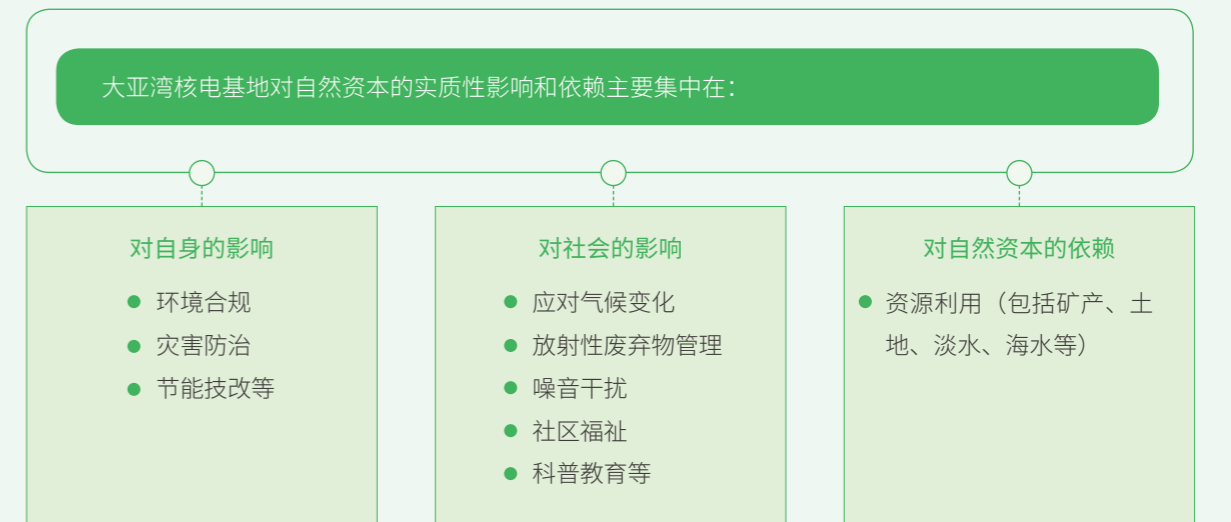 大亚湾核电基地对自然资本的实质性影响和依赖主要集中在：
对自身的影响
环境合规
灾害防治
节能技改等
对社会的影响
应对气候变化
放射性废弃物管理
噪音干扰
社区福祉
科普教育等
对自然资本的依赖
资源利用（包括矿产、土
地、淡水、海水等）